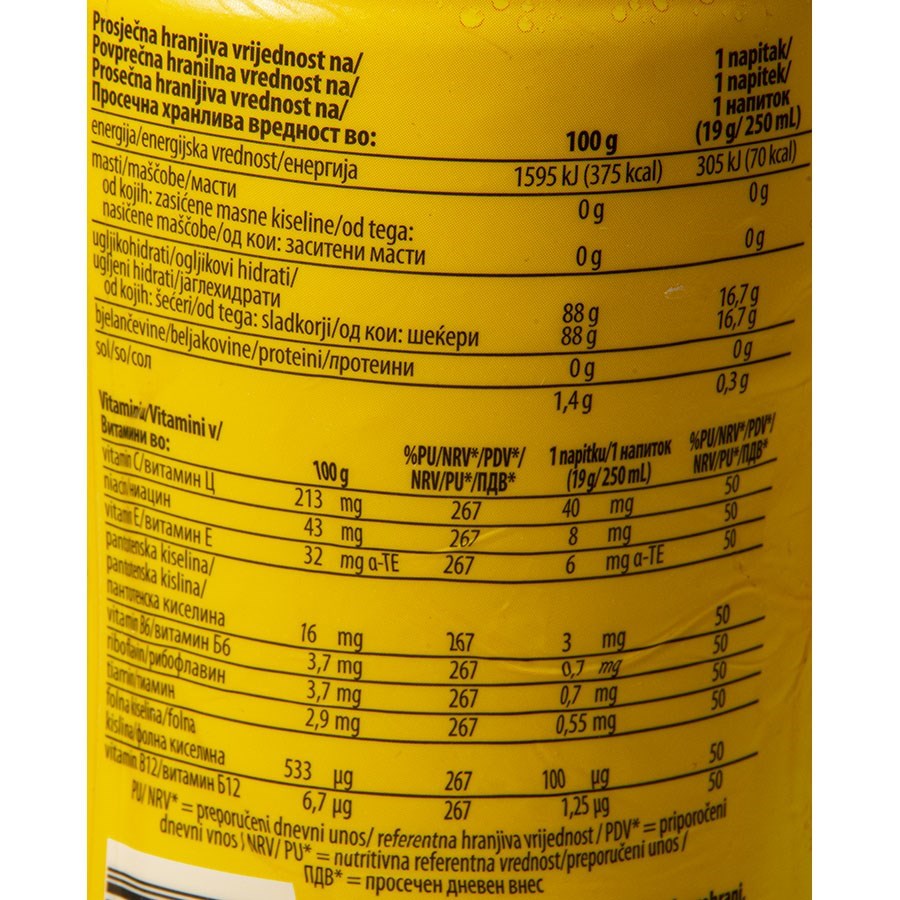 Prosječna hranjiva vrijednost na/
Povprečna hranilna vrednost na/
Prosečna hranljiva vrednost na/
Просечна хранлива вредност во:
100 g
1 napitak/
1 napitek/
1 напиток
(19 g/ 250 mL)
energija/energijska vrednost/енергија 1595 kJ (375 kcal) 305 kJ (70 kcal)
masti/maščobe/масти 0 g 0 g
od kojih: zasićene masne kiseline/od tega:
nasičene maščobe/од кои: заситени масти 0 g 0 g
ugljikohidrati/ogljikovi hidrati/
ugljeni hidrati/јаглехидрати 88 g 16,7 g
od kojih: šećeri/od tega: sladkorji/од кои: шеќери 88 g 16,7 g
bjelančevine/beljakovine/proteini/протеини 0 g 0 g
sol/so/сол 1,4 g 0,3 g
Vitamini u/Vitamini v/
Витамини во:
100 g
%PU/NRV*/PDV*/
NRV/PU*/ПДВ*
1 napitku/1 напиток
(19 g/ 250 mL)
%PU/NRV*/PDV*/
NRV/PU*/ПДВ*
vitamin C/витамин Ц 213 mg 267 40 mg 50
niacin/ниацин 43 mg 267 8 mg 50
vitamin E/витамин Е 32 mg α-TE 267 6 mg α-TE 50
pantotenska kiselina/
pantotenska kislina/
пантотенска киселина 16 mg 267 3 mg 50
vitamin B6/витамин Б6 3,7 mg 267 0,7 mg 50
riboflavin/рибофлавин 3,7 mg 267 0,7 mg 50
tiamin/тиамин 2,9 mg 267 0,55 mg 50
folna kiselina/folna
kislina/фолна киселина 533 µg 267 100 µg 50
vitamin B12/витамин Б12 6,7 µg 267 1,25 µg 50
PU/ NRV* = preporučeni dnevni unos/ referentna hranjiva vrijednost / PDV* = priporočeni
dnevni vnos / NRV/ PU* = nutritivna referentna vrednost/preporučeni unos /
ПДВ* = просечен дневен внес